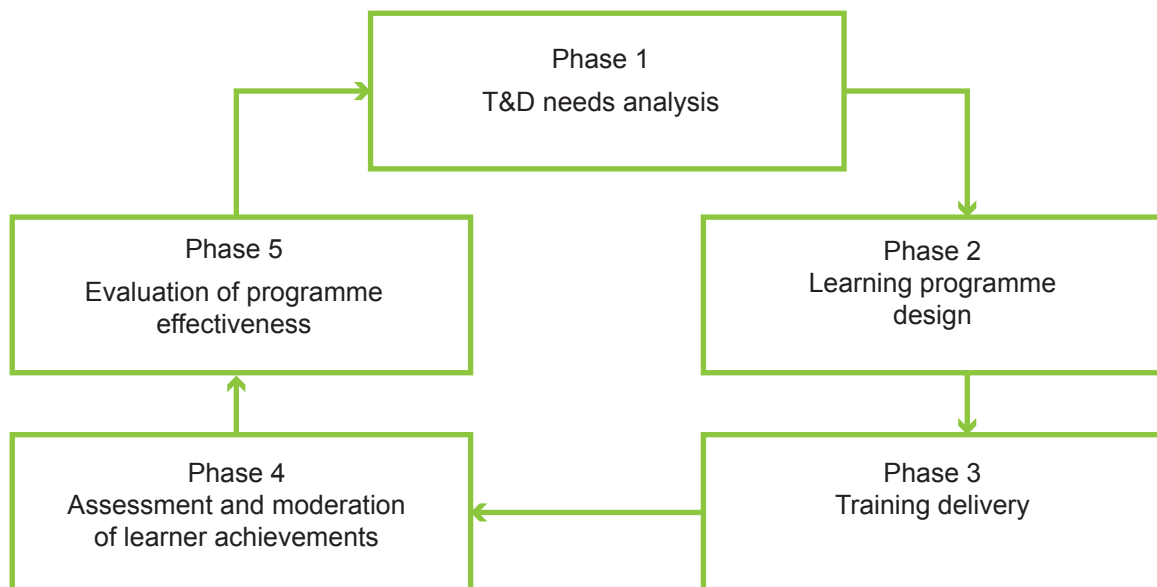 Phase 1
T&D needs analysis
Phase 2
Learning programme
design
Phase 3
Training delivery
Phase 4
Assessment and moderation
of learner achievements
Phase 5
Evaluation of programme
effectiveness